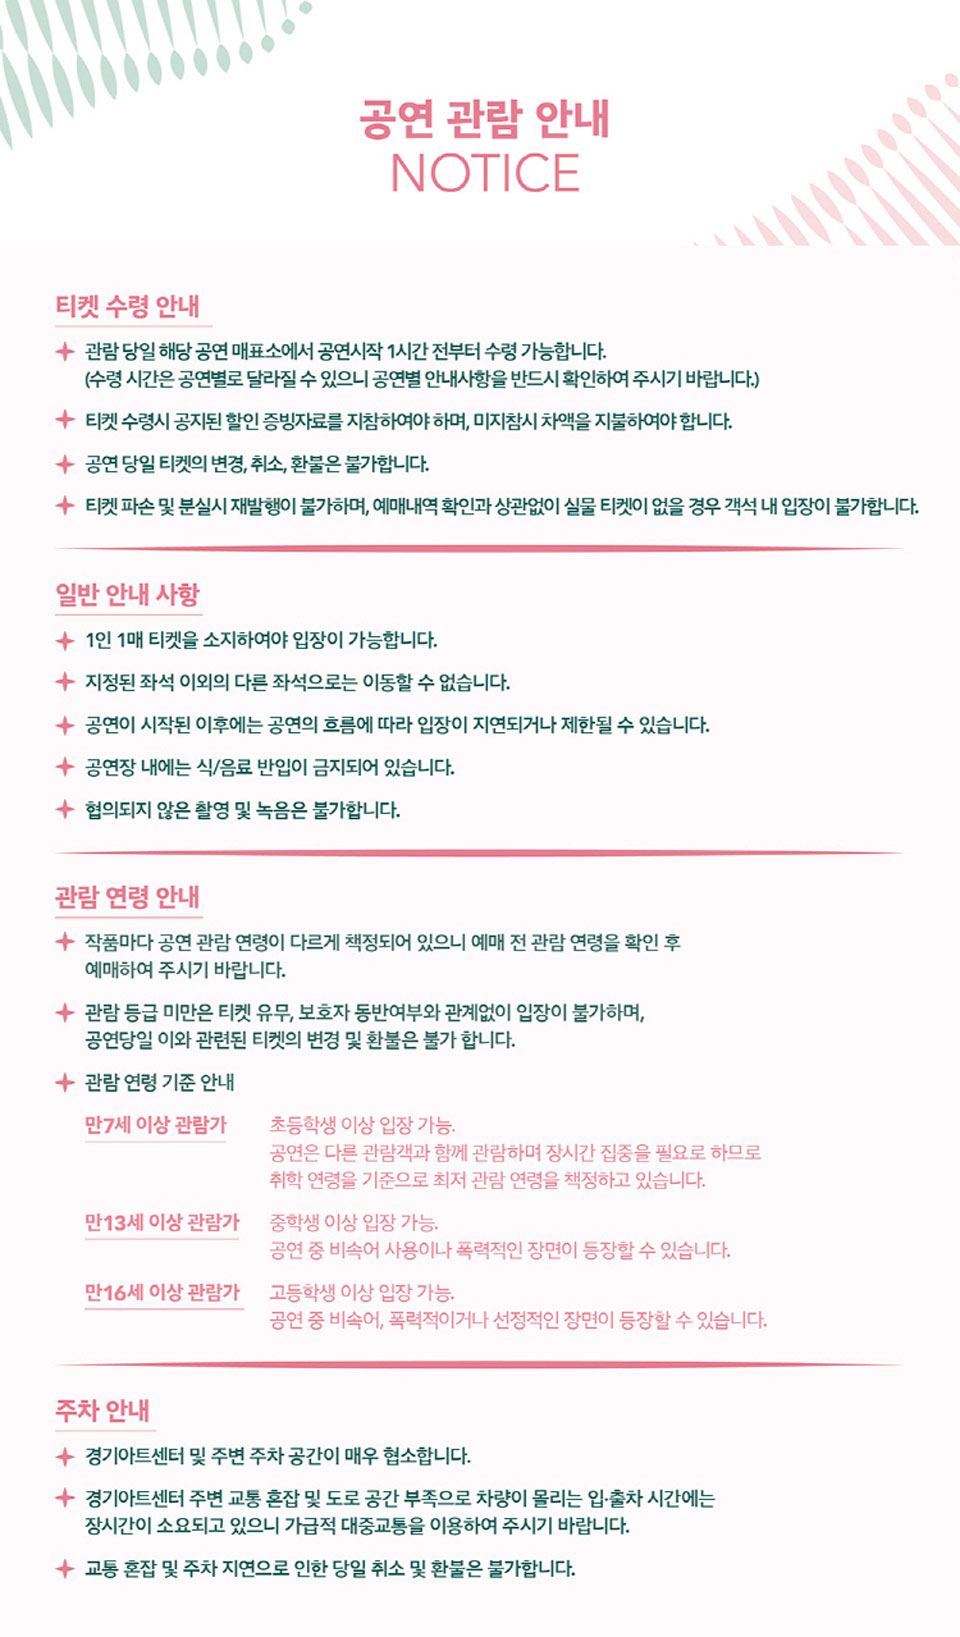 공연 관람 안내
NOTICE
티켓 수령 안내
관람 당일 해당 공연 매표소에서 공연시작 1시간 전부터 수령 가능합니다.
(수령 시간은 공연별로 달라질 수 있으니 공연별 안내사항을 반드시 확인하여 주시기 바랍니다.)
티켓 수령시 공지된 할인 증빙자료를 지참하여야 하며, 미지참시 차액을 지불하여야 합니다.
공연 당일 티켓의 변경, 취소, 환불은 불가합니다.
티켓 파손 및 분실시 재발행이 불가하며, 예매내역 확인과 상관없이 실물 티켓이 없을 경우 객석 내 입장이 불가합니다.
일반 안내 사항
1인 1매 티켓을 소지하여야 입장이 가능합니다.
지정된 좌석 이외의 다른 좌석으로는 이동할 수 없습니다.
공연이 시작된 이후에는 공연의 흐름에 따라 입장이 지연되거나 제한될 수 있습니다.
공연장 내에는 식/음료 반입이 금지되어 있습니다.
협의되지 않은 촬영 및 녹음은 불가합니다.
관람 연령 안내
작품마다 공연 관람 연령이 다르게 책정되어 있으니 예매 전 관람 연령을 확인 후
예매하여 주시기 바랍니다.
관람 등급 미만은 티켓 유무, 보호자 동반여부와 관계없이 입장이 불가하며,
공연당일 이와 관련된 티켓의 변경 및 환불은 불가 합니다.
관람 연령 기준 안내
만7세 이상 관람가 초등학생 이상 입장 가능.
공연은 다른 관람객과 함께 관람하며 장시간 집중을 필요로 하므로
취학 연령을 기준으로 최저 관람 연령을 책정하고 있습니다.
만13세 이상 관람가 중학생 이상 입장 가능.
공연 중 비속어 사용이나 폭력적인 장면이 등장할 수 있습니다.
만16세 이상 관람가 고등학생 이상 입장 가능.
공연 중 비속어, 폭력적이거나 선정적인 장면이 등장할 수 있습니다.
주차 안내
경기아트센터 및 주변 주차 공간이 매우 협소합니다.
경기아트센터 주변 교통 혼잡 및 도로 공간 부족으로 차량이 몰리는 입·출차 시간에는
장시간이 소요되고 있으니 가급적 대중교통을 이용하여 주시기 바랍니다.
교통 혼잡 및 주차 지연으로 인한 당일 취소 및 환불은 불가합니다.